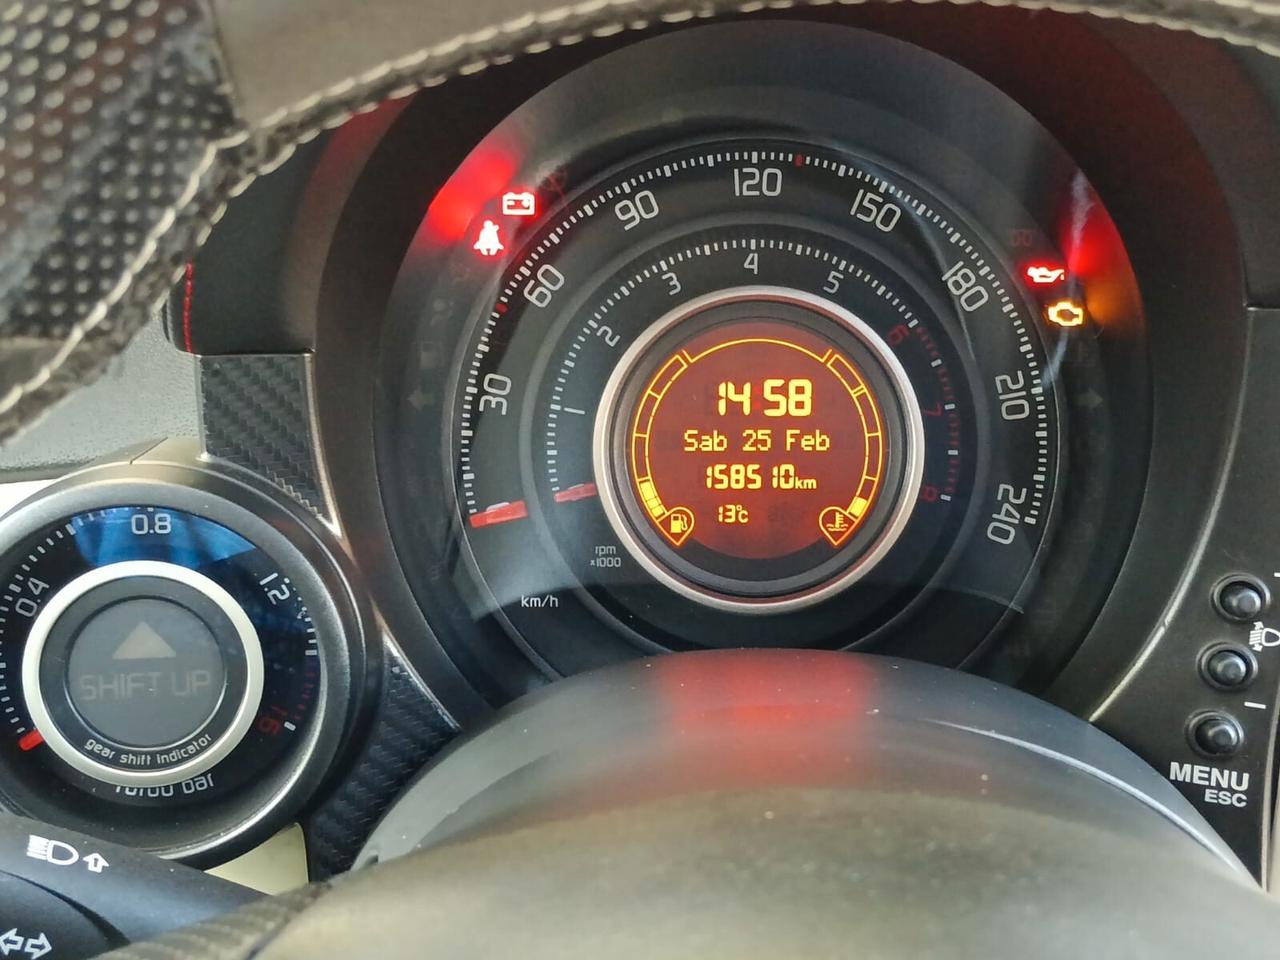 120
90
150
60
180
30
210
240
4
3
5
2
6
1
7
8
rpm
x1000
km/h
14 58
Sab 25 Feb
158510km
13°c
0.8
0.4
1.2
1.6
SHIFT UP
gear shift indicator
turbo bar
MENU
ESC